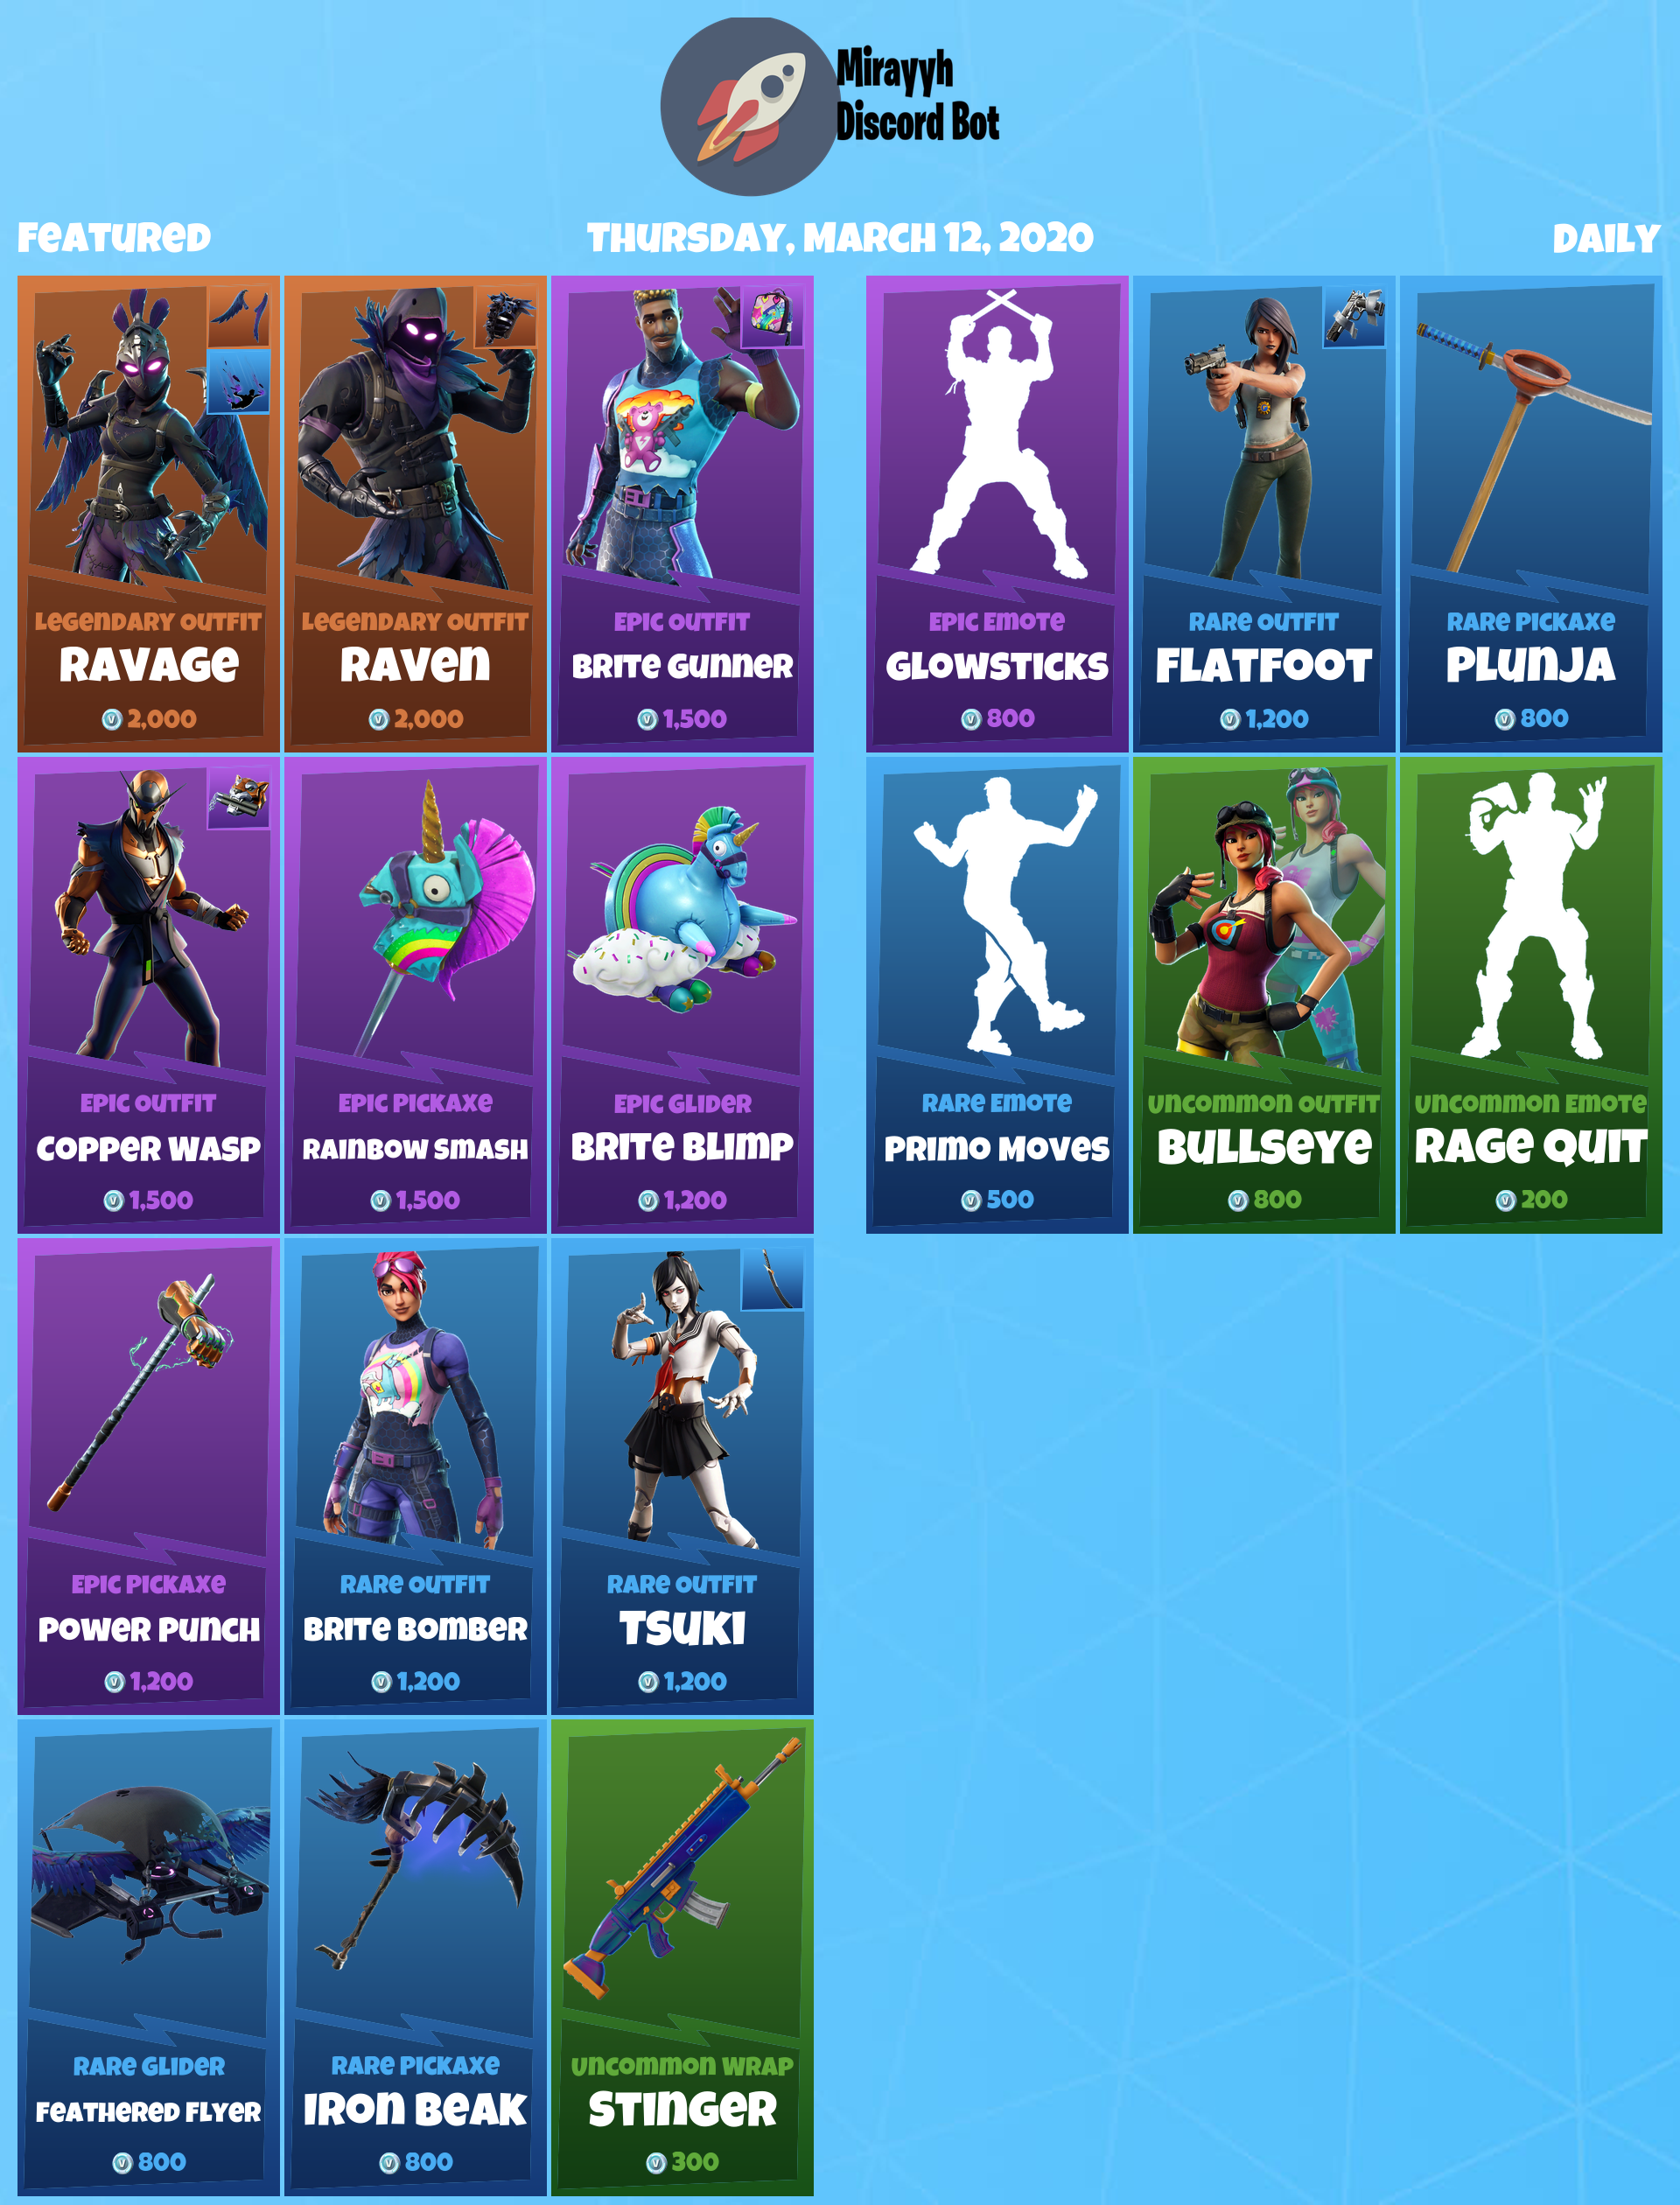 Mirayyh
Discord Bot
FEATURED
THURSDAY, MARCH 12, 2020
DAILY
LEGENDARY OUTFIT
RAVAGE
2,000
LEGENDARY OUTFIT
RAVEN
2,000
EPIC OUTFIT
BRITE GUNNER
1,500
EPIC EMOTE
GLOWSTICKS
800
RARE OUTFIT
FLATFOOT
1,200
RARE PICKAXE
PLUNJA
800
EPIC OUTFIT
COPPER WASP
1,500
EPIC PICKAXE
RAINBOW SMASH
1,500
EPIC GLIDER
BRITE BLIMP
1,200
RARE EMOTE
PRIMO MOVES
500
UNCOMMON OUTFIT
BULLSEYE
800
UNCOMMON EMOTE
RAGE QUIT
200
EPIC PICKAXE
POWER PUNCH
1,200
RARE OUTFIT
BRITE BOMBER
1,200
RARE OUTFIT
TSUKI
1,200
RARE GLIDER
FEATHERED FLYER
800
RARE PICKAXE
IRON BEAK
800
UNCOMMON WRAP
STINGER
300